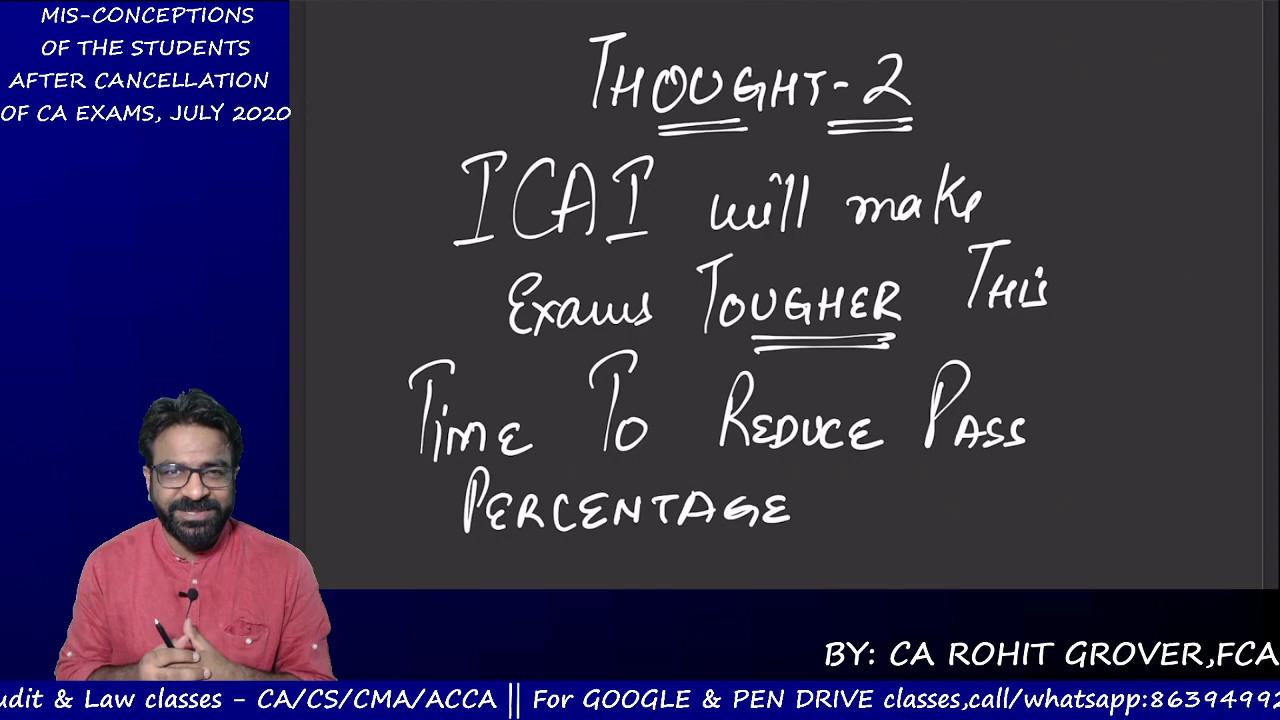 MIS-CONCEPTIONS
OF THE STUDENTS
AFTER CANCELLATION
OF CA EXAMS, JULY 2020
THOUGHT-2
ICAI will make
Exams TOUGHER THIS
TIME TO REDUCE PASS
PERCENTAGE
BY: CA ROHIT GROVER,FCA
udit & Law classes - CA/CS/CMA/ACCA || For GOOGLE & PEN DRIVE classes,call/whatsapp:8639499